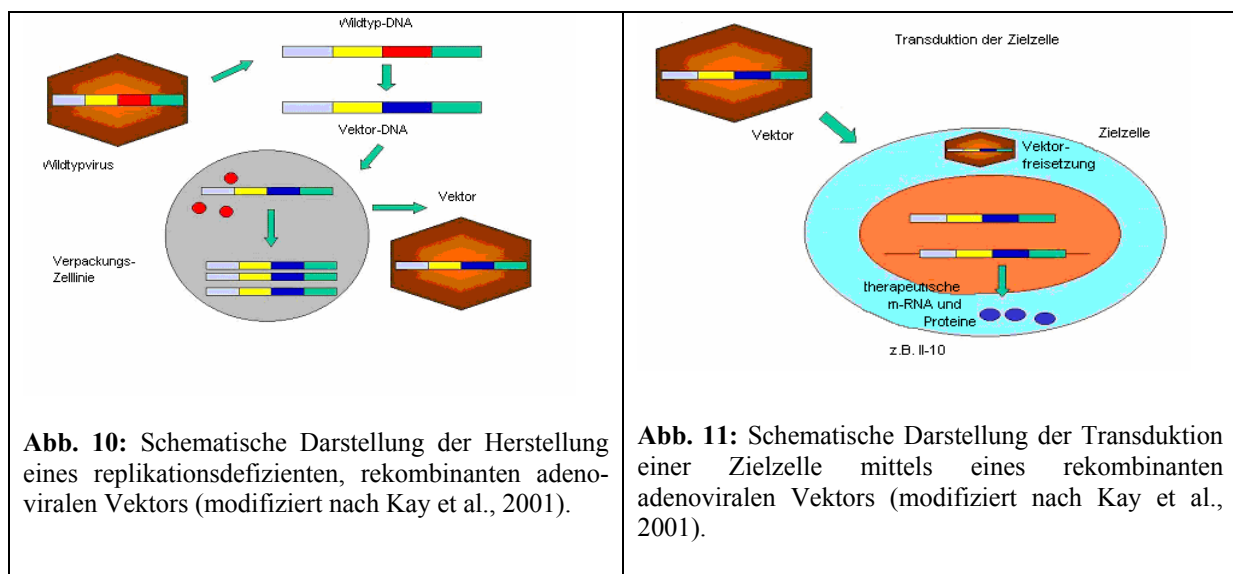 Wildtyp-DNA
Wildtypvirus
Vektor-DNA
Vektor
Verpackungs-
Zelllinie
Abb. 10: Schematische Darstellung der Herstellung
eines replikationsdefizienten, rekombinanten adeno-
viralen Vektors (modifiziert nach Kay et al., 2001).
Transduktion der Zielzelle
Vektor
Zielzelle
Vektor-
freisetzung
therapeutische
m-RNA und
Proteine
z.B. Il-10
Abb. 11: Schematische Darstellung der Transduktion
einer Zielzelle mittels eines rekombinanten
adenoviralen Vektors (modifiziert nach Kay et al.,
2001).